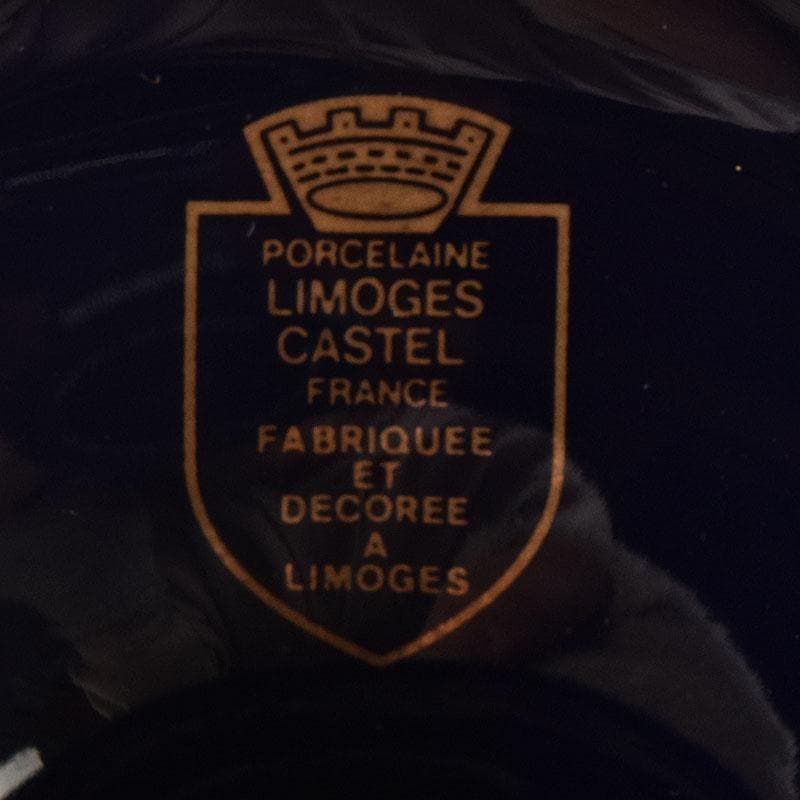 PORCELAINE
LIMOGES
CASTEL
FRANCE
FABRIQUEE
ET
DECOREE
A
LIMOGES